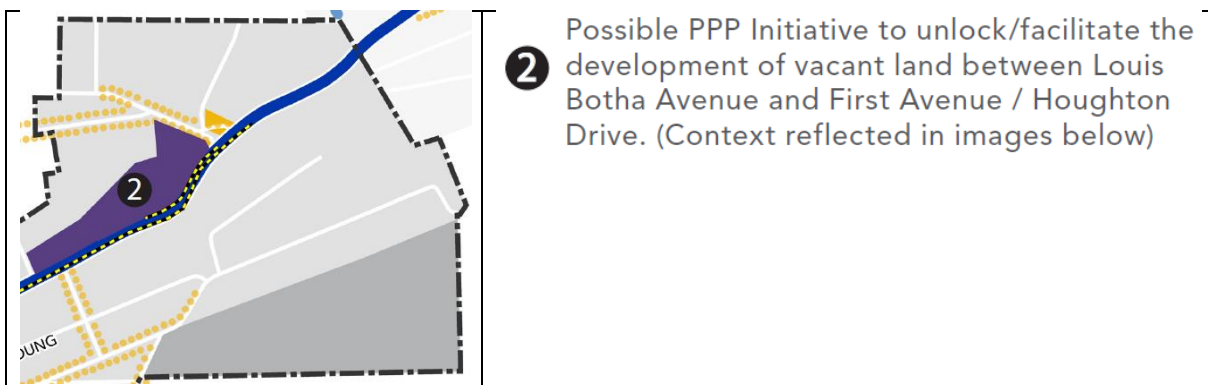 2
OUNG
2
Possible PPP Initiative to unlock/facilitate the
development of vacant land between Louis
Botha Avenue and First Avenue / Houghton
Drive. (Context reflected in images below)